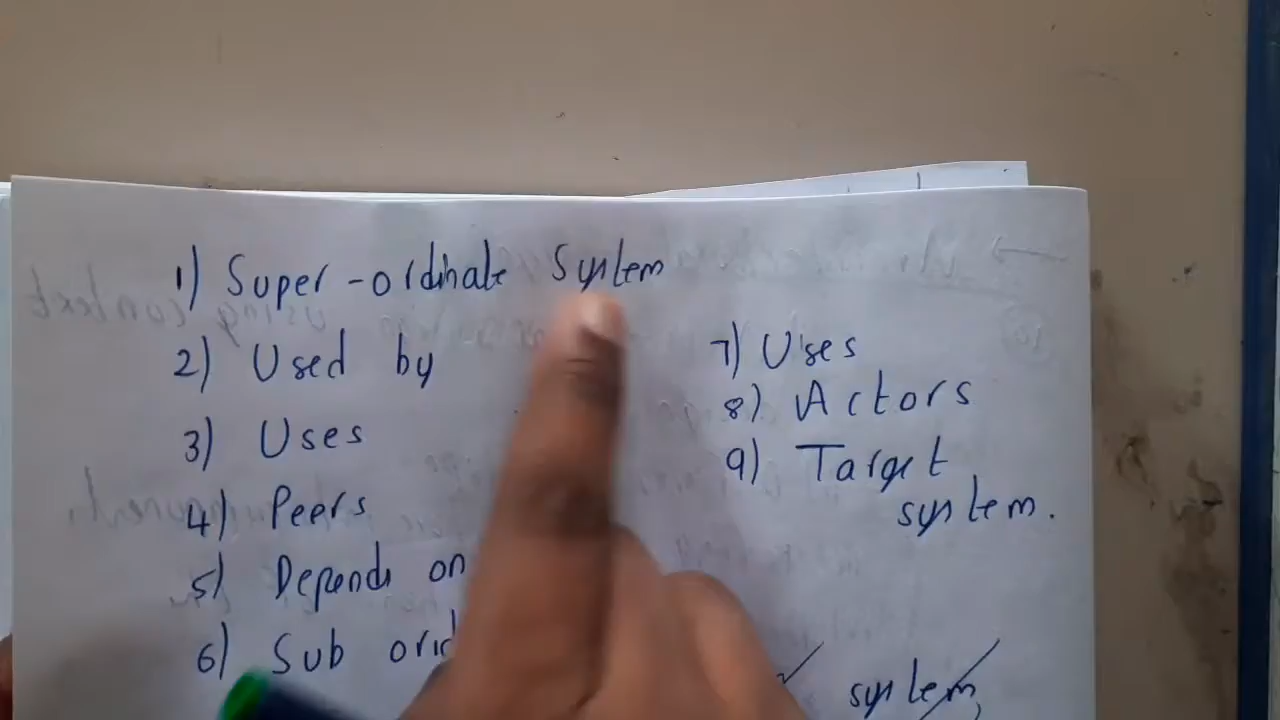 1) Super-ordinate System
2) Used by
3) Uses
4) Peers
5) Depends on
6) Sub
7) Uses
8) Actors
9) Target
system.
system